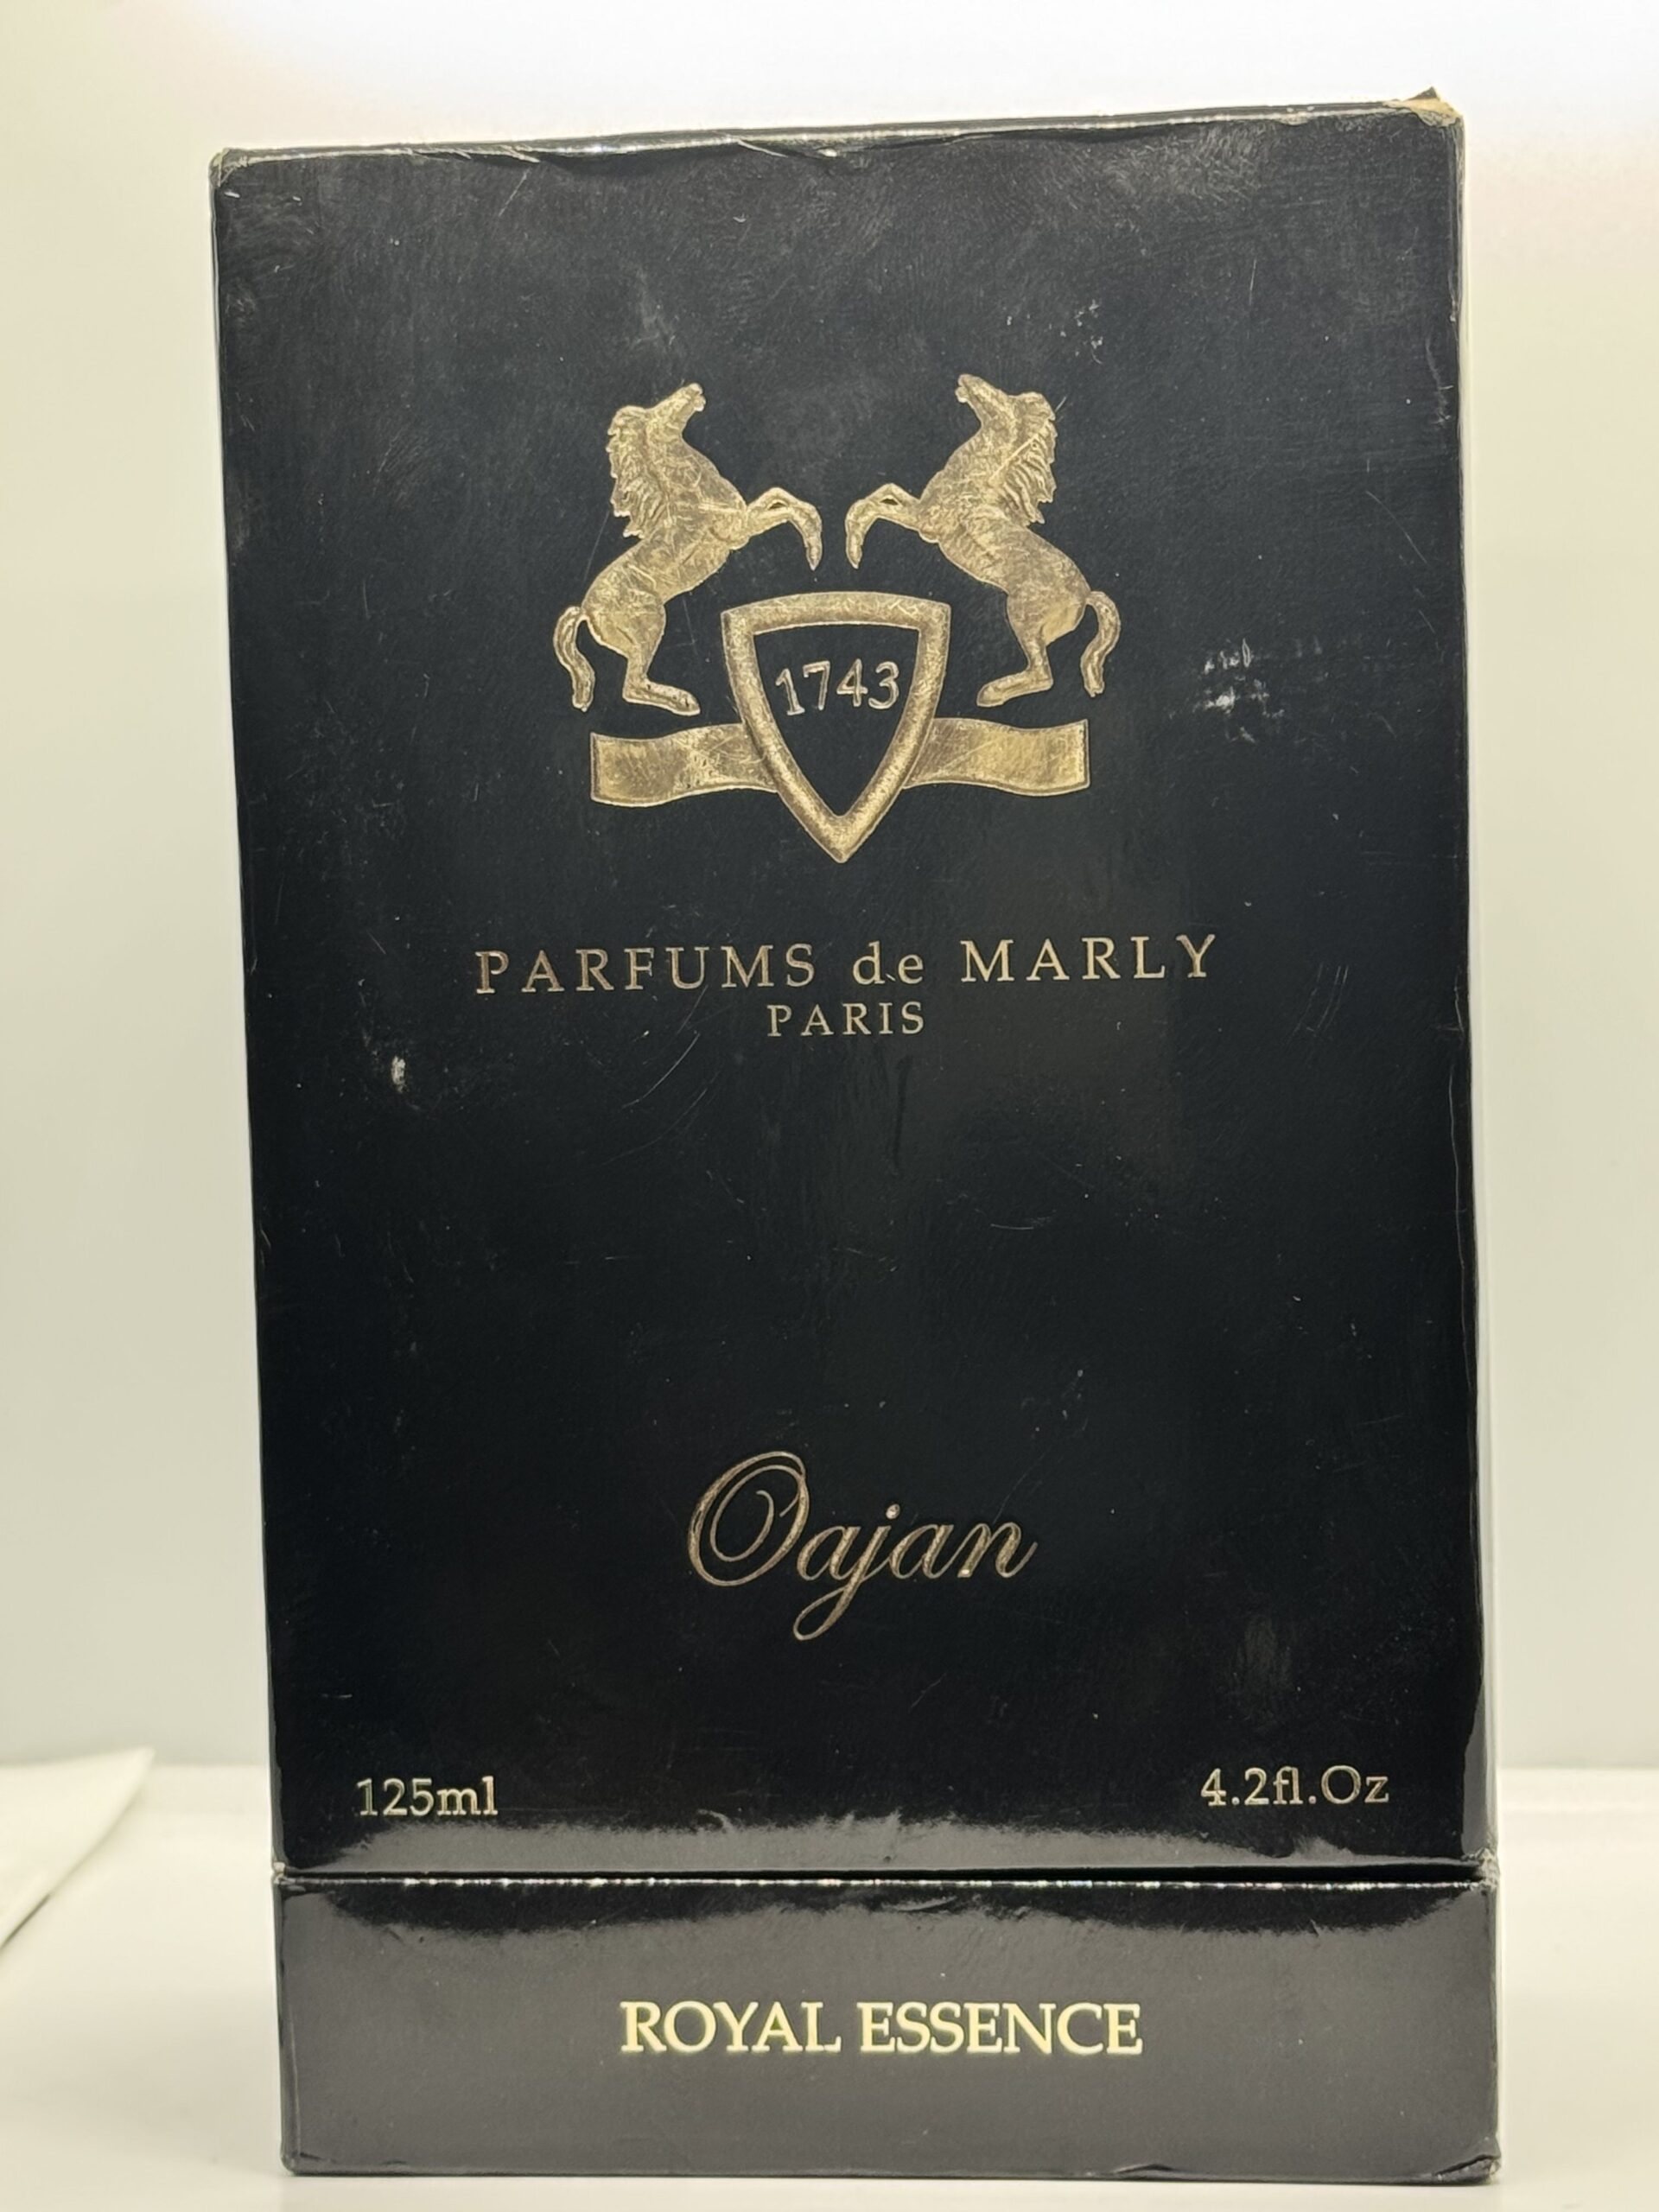 1743
PARFUMS de MARLY
PARIS
Oajan
125ml 4.2fl.Oz
ROYAL ESSENCE